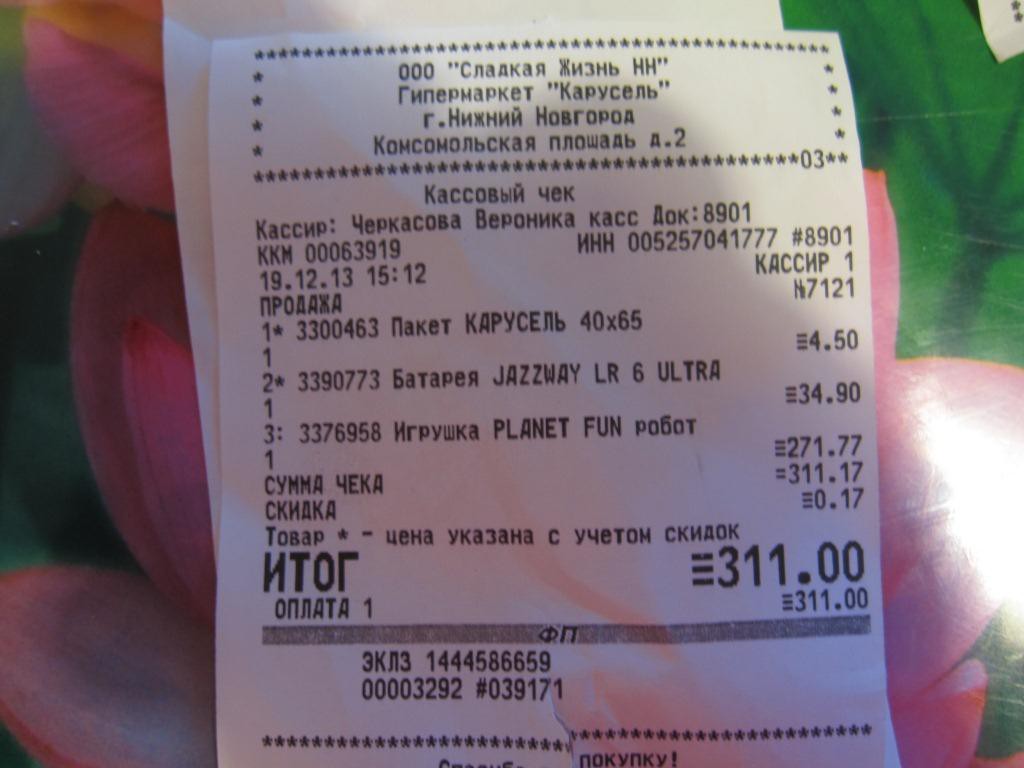 ************************************
* ООО "Сладкая Жизнь НН" *
* Гипермаркет "Карусель" *
* г.Нижний Новгород *
* Комсомольская площадь д.2
*********************************03**
Кассовый чек
Кассир: Черкасова Вероника касс Док:8901
ККМ 00063919 ИНН 005257041777 #8901
19.12.13 15:12 КАССИР 1
ПРОДАЖА №7121
1* 3300463 Пакет КАРУСЕЛЬ 40x65
1 ≡4.50
2* 3390773 Батарея JAZZWAY LR 6 ULTRA
1 ≡34.90
3: 3376958 Игрушка PLANET FUN робот
1 ≡271.77
СУММА ЧЕКА =311.17
СКИДКА ≡0.17
Товар * - цена указана с учетом скидок
ИТОГ ≡311.00
ОПЛАТА 1 ≡311.00
ФП
ЭКЛЗ 1444586659
00003292 #039171
************************************
покупку!